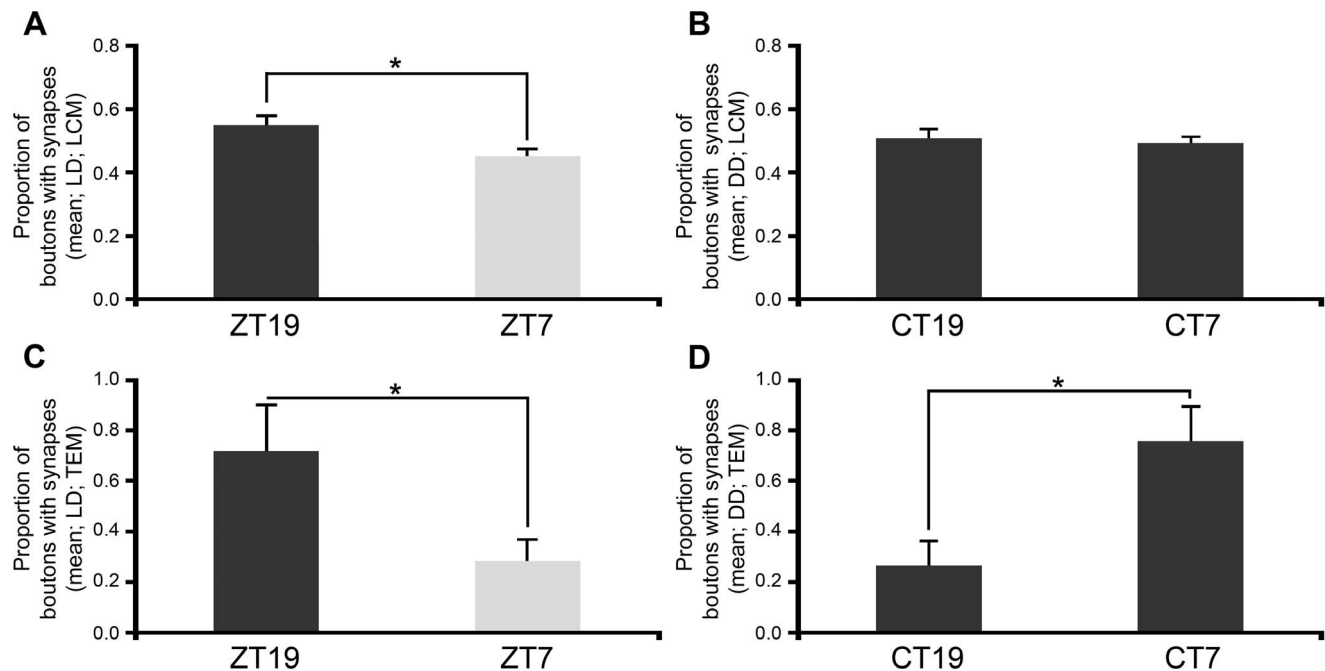 A
Proportion of
boutons with synapses
(mean; LD; LCM)
0.8
0.6
0.4
0.2
0.0
*
ZT19
ZT7
B
Proportion of
boutons with synapses
(mean; DD; LCM)
0.8
0.6
0.4
0.2
0.0
CT19
CT7
C
Proportion of
boutons with synapses
(mean; LD; TEM)
1.0
0.8
0.6
0.4
0.2
0.0
*
ZT19
ZT7
D
Proportion of
boutons with synapses
(mean; DD; TEM)
1.0
0.8
0.6
0.4
0.2
0.0
*
CT19
CT7